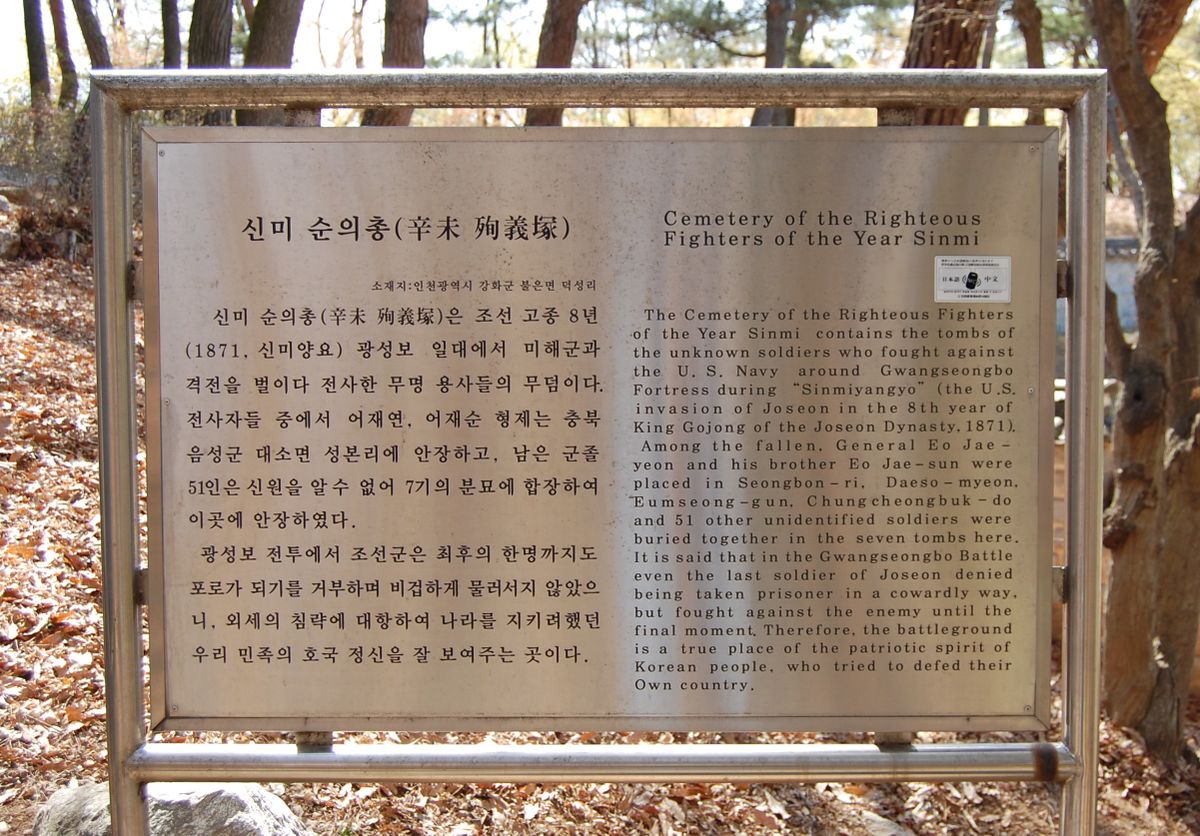 신미 순의총(辛未 殉義塚)
소재지:인천광역시 강화군 불은면 덕성리
신미 순의총(辛未 殉義塚)은 조선 고종 8년
(1871, 신미양요) 광성보 일대에서 미해군과
격전을 벌이다 전사한 무명 용사들의 무덤이다.
전사자들 중에서 어재연, 어재순 형제는 충북
음성군 대소면 성본리에 안장하고, 남은 군졸
51인은 신원을 알수 없어 7기의 분묘에 합장하여
이곳에 안장하였다.
광성보 전투에서 조선군은 최후의 한명까지도
포로가 되기를 거부하며 비겁하게 물러서지 않았으
니, 외세의 침략에 대항하여 나라를 지키려했던
우리 민족의 호국 정신을 잘 보여주는 곳이다.
Cemetery of the Righteous
Fighters of the Year Sinmi
日本語
中文
The Cemetery of the Righteous Fighters
of the Year Sinmi contains the tombs of
the unknown soldiers who fought against
the U. S. Navy around Gwangseongbo
Fortress during “Sinmiyangyo” (the U.S.
invasion of Joseon in the 8th year of
King Gojong of the Joseon Dynasty, 1871).
Among the fallen, General Eo Jae-
yeon and his brother Eo Jae-sun were
placed in Seongbon-ri, Daeso-myeon,
Eumseong-gun, Chungcheongbuk-do
and 51 other unidentified soldiers were
buried together in the seven tombs here.
It is said that in the Gwangseongbo Battle
even the last soldier of Joseon denied
being taken prisoner in a cowardly way,
but fought against the enemy until the
final moment. Therefore, the battleground
is a true place of the patriotic spirit of
Korean people, who tried to defed their
Own country.